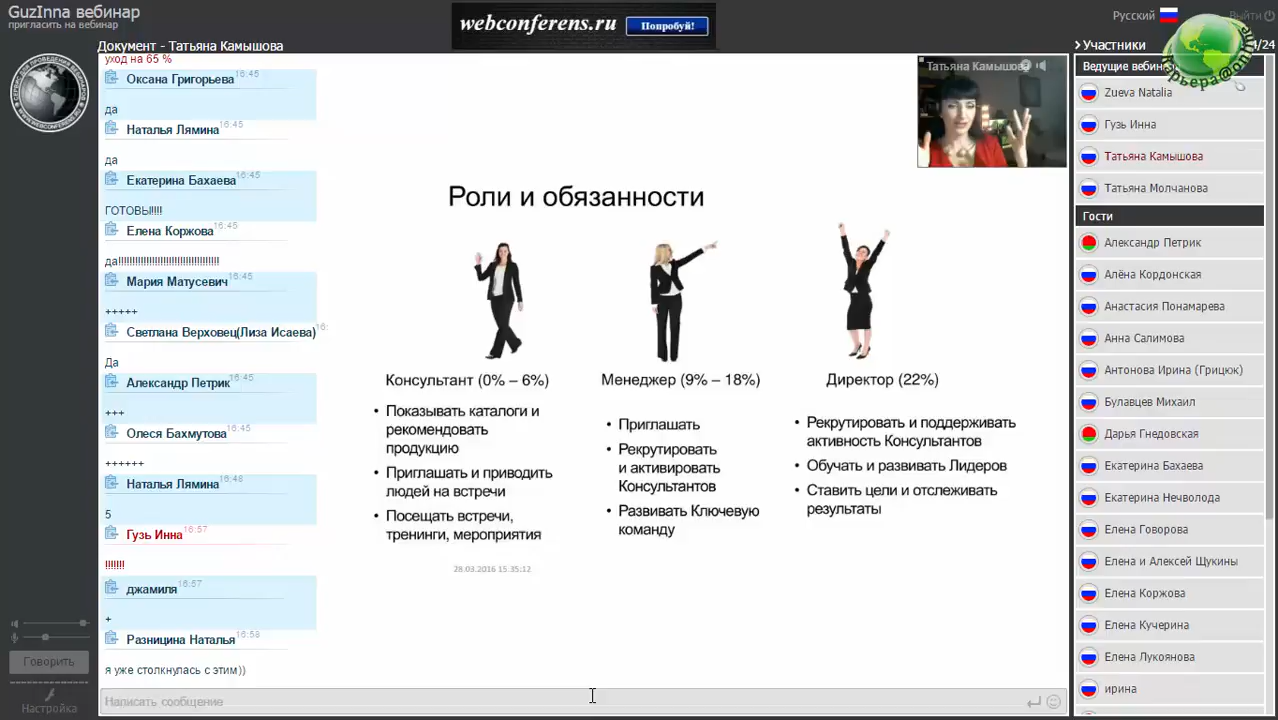 GuzInna вебинар
пригласить на вебинар
webconferens.ru
Попробуй!
Русский
Выйти
Документ - Татьяна Камышова
уход на 65 %
Оксана Григорьева 16:45
да
Наталья Лямина 16:45
да
Екатерина Бахаева 16:45
ГОТОВЫ!!!!
Елена Коржова 16:45
да!!!!!!!!!!!!!!!!!!!!!!!!!!!!!!!!!!
Мария Матусевич 16:45
+++++
Светлана Верховец(Лиза Исаева) 16:
Да
Александр Петрик 16:45
+++
Олеся Бахмутова 16:45
++++++
Наталья Лямина 16:48
5
Гузь Инна 16:57
!!!!!!!
джамиля 16:57
+
Разницина Наталья 16:58
я уже столкнулась с этим))
Написать сообщение
Говорить
Настройка
Татьяна Камышова
Роли и обязанности
Консультант (0% – 6%)
• Показывать каталоги и
рекомендовать
продукцию
• Приглашать и приводить
людей на встречи
• Посещать встречи,
тренинги, мероприятия
Менеджер (9% – 18%)
• Приглашать
• Рекрутировать
и активировать
Консультантов
• Развивать Ключевую
команду
Директор (22%)
• Рекрутировать и поддерживать
активность Консультантов
• Обучать и развивать Лидеров
• Ставить цели и отслеживать
результаты
28.03.2016 15:35:12
Участники
/24
Ведущие
Zueva Natalia
Гузь Инна
Татьяна Камышова
Татьяна Молчанова
Гости
Александр Петрик
Алёна Кордонская
Анастасия Понамарева
Анна Салимова
Антонова Ирина (Грицюк)
Булавцев Михаил
Дарья Гнедовская
Екатерина Бахаева
Екатерина Нечволода
Елена Говорова
Елена и Алексей Щукины
Елена Коржова
Елена Кучерина
Елена Лукоянова
ирина